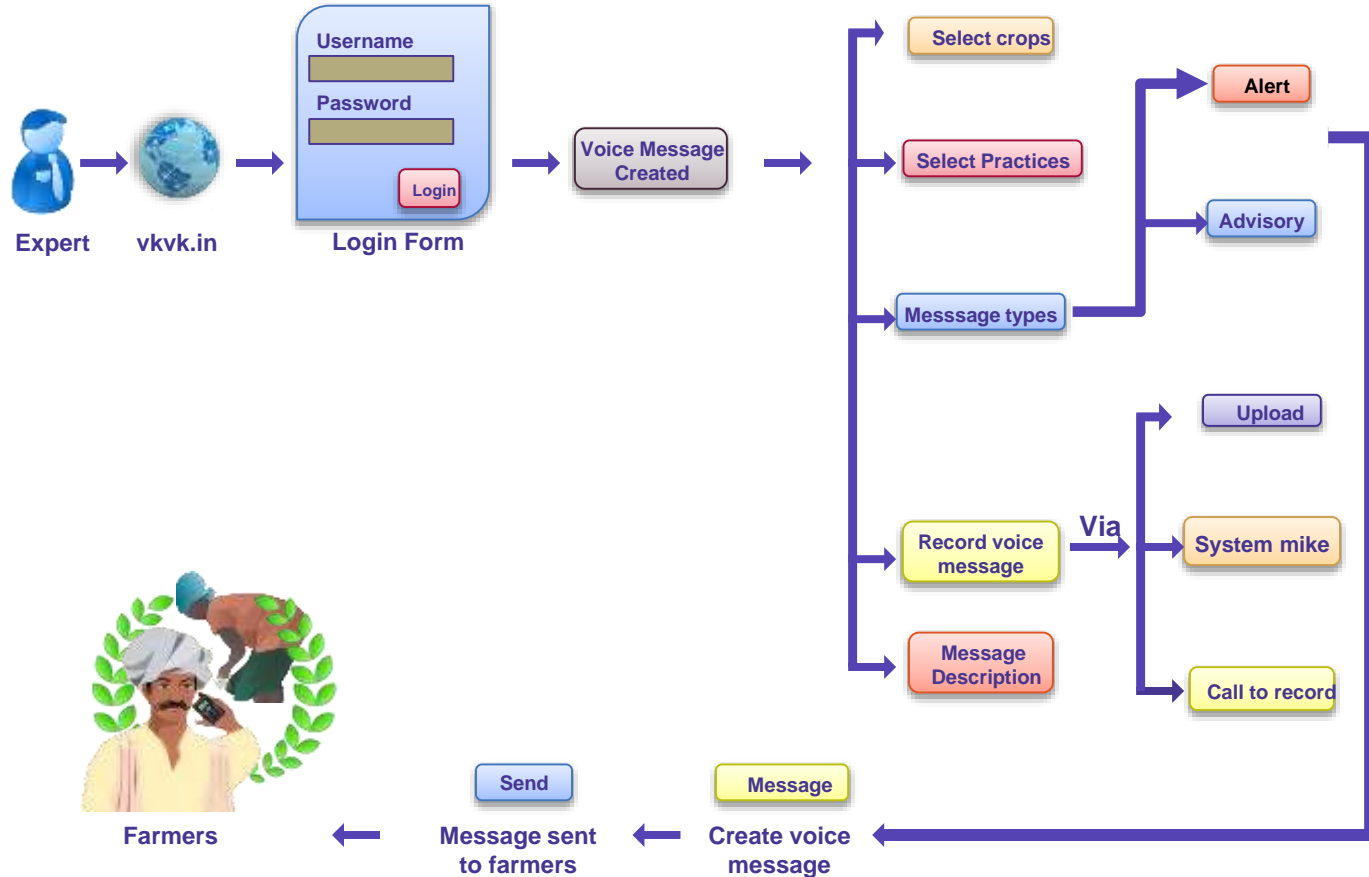 Username
Password
Login
Expert
vkvk.in
Login Form
Voice Message
Created
Select crops
Select Practices
Messsage types
Record voice
message
Message
Description
Alert
Advisory
Via
Upload
System mike
Call to record
Message
Create voice
message
Send
Message sent
to farmers
Farmers